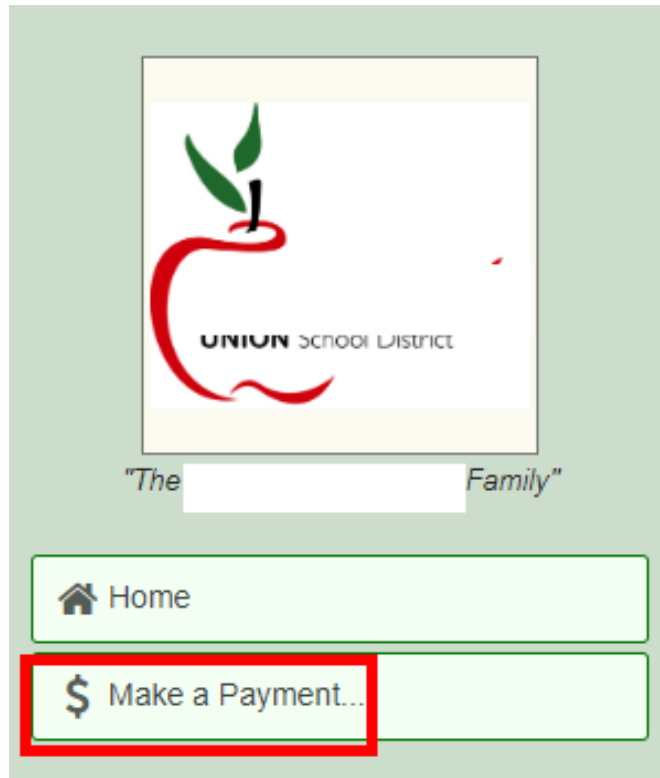 UNION School District
"The Family"
Home
$ Make a Payment...